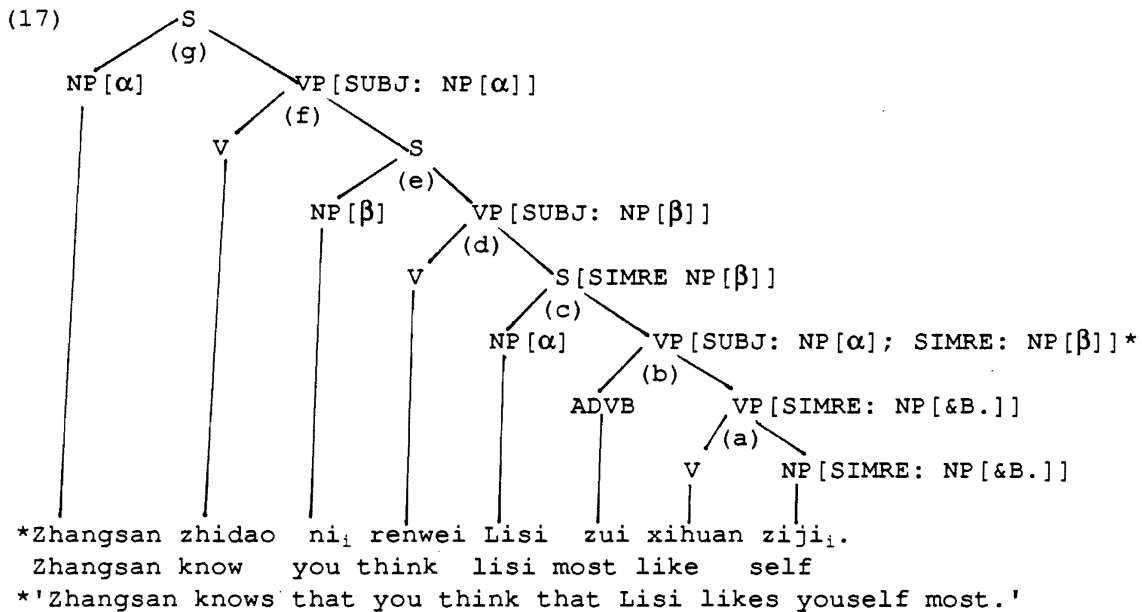 (17) S
(g)
NP[α] VP[SUBJ: NP[α]]
(f)
V S
(e)
NP[β] VP[SUBJ: NP[β]]
(d)
V S[SIMRE NP[β]]
(c)
NP[α] VP[SUBJ: NP[α]; SIMRE: NP[β]]*
(b)
ADVB VP[SIMRE: NP[&B.]]
(a)
V NP[SIMRE: NP[&B.]]
*Zhangsan zhidao niᵢ renwei Lisi zui xihuan zijiᵢ.
Zhangsan know you think lisi most like self
*'Zhangsan knows that you think that Lisi likes youself most.'